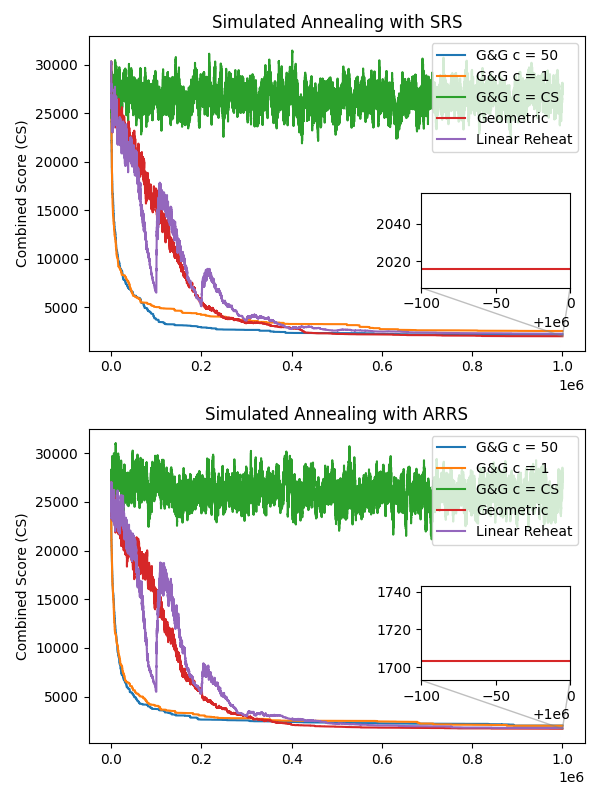 Simulated Annealing with SRS
Combined Score (CS)
30000
25000
20000
15000
10000
5000
G&G c = 50
G&G c = 1
G&G c = CS
Geometric
Linear Reheat
2040
2020
−100
−50
0
+1e6
0.0
0.2
0.4
0.6
0.8
1.0
1e6
Simulated Annealing with ARRS
Combined Score (CS)
30000
25000
20000
15000
10000
5000
G&G c = 50
G&G c = 1
G&G c = CS
Geometric
Linear Reheat
1740
1720
1700
−100
−50
0
+1e6
0.0
0.2
0.4
0.6
0.8
1.0
1e6